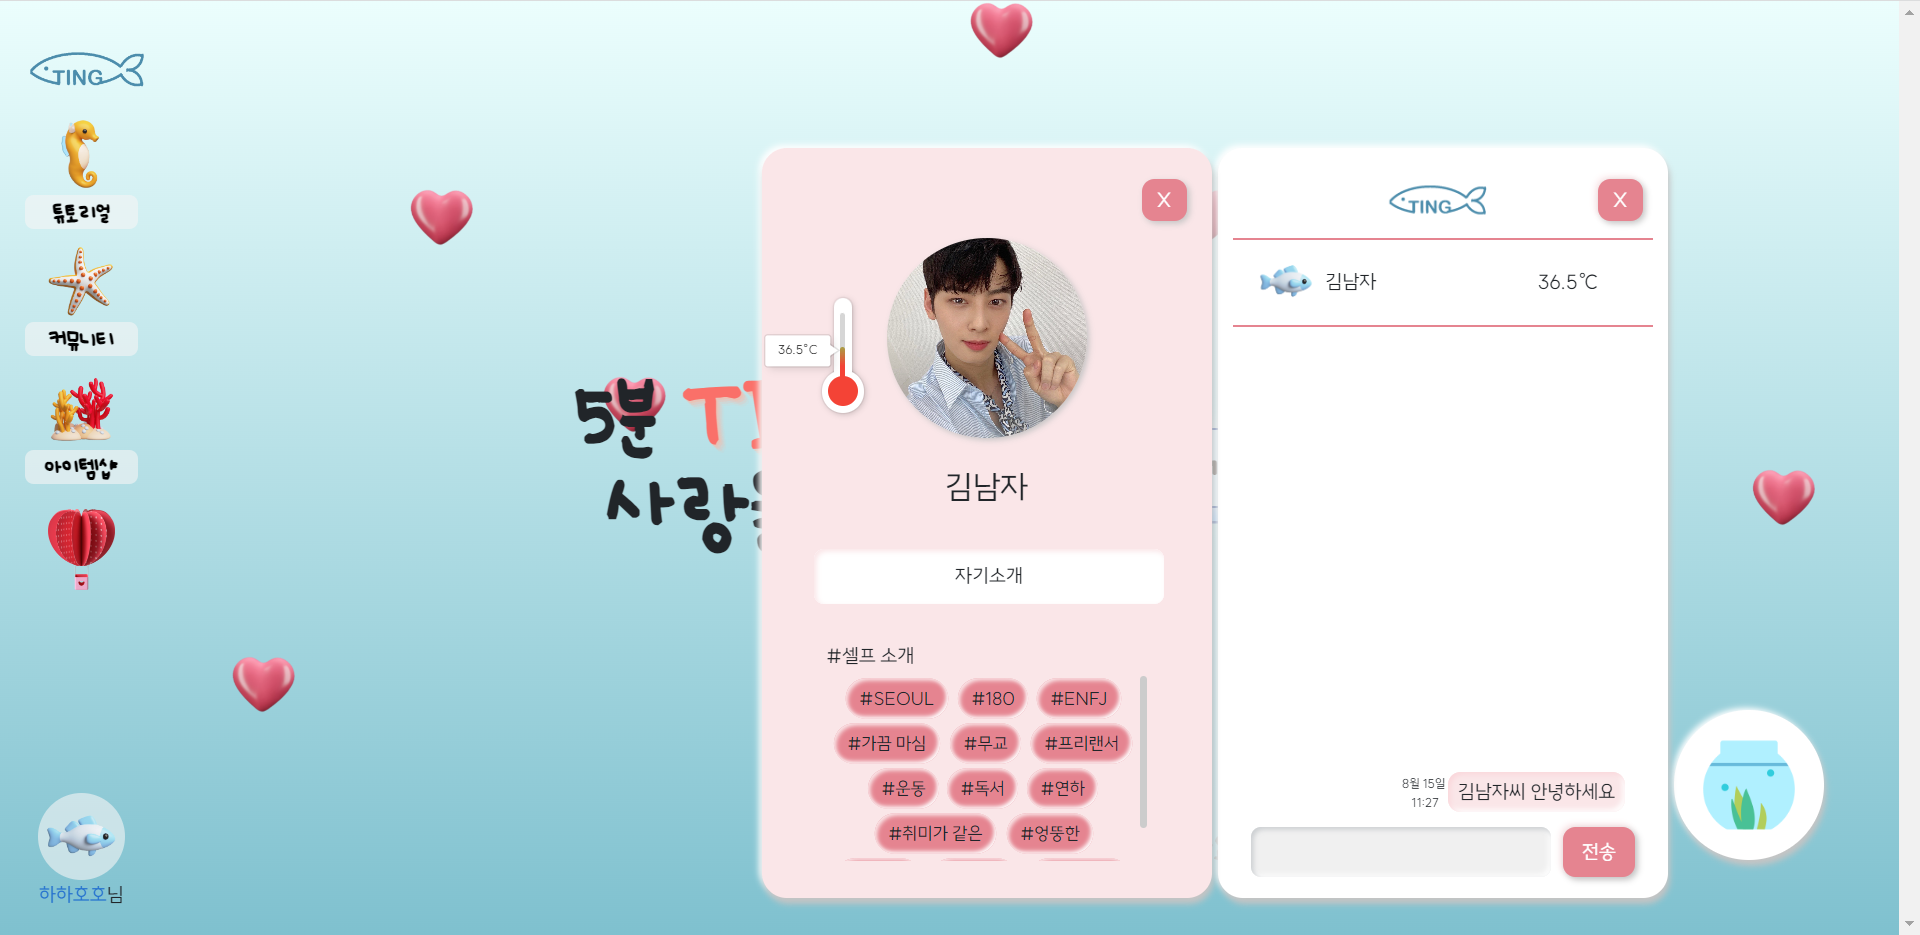 TING
튜토리얼
커뮤니티
아이템샵
하하호호님
5분
사랑
X
36.5°C
김남자
자기소개
#셀프 소개
#SEOUL #180 #ENFJ
#가끔 마심 #무교 #프리랜서
#운동 #독서 #연하
#취미가 같은 #엉뚱한
TING
X
김남자 36.5℃
8월 15일
11:27
김남자씨 안녕하세요
전송